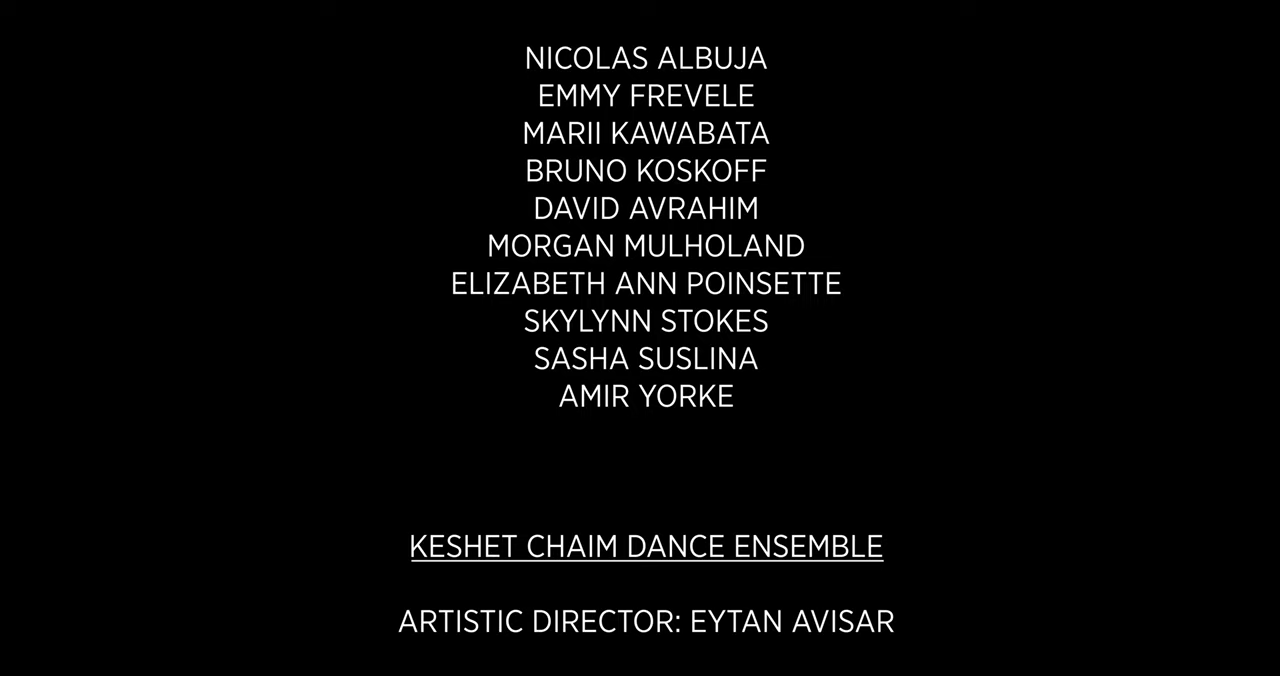 NICOLAS ALBUJA
EMMY FREVELE
MARII KAWABATA
BRUNO KOSKOFF
DAVID AVRAHIM
MORGAN MULHOLAND
ELIZABETH ANN POINSETTE
SKYLYNN STOKES
SASHA SUSLINA
AMIR YORKE
KESHET CHAIM DANCE ENSEMBLE
ARTISTIC DIRECTOR: EYTAN AVISAR